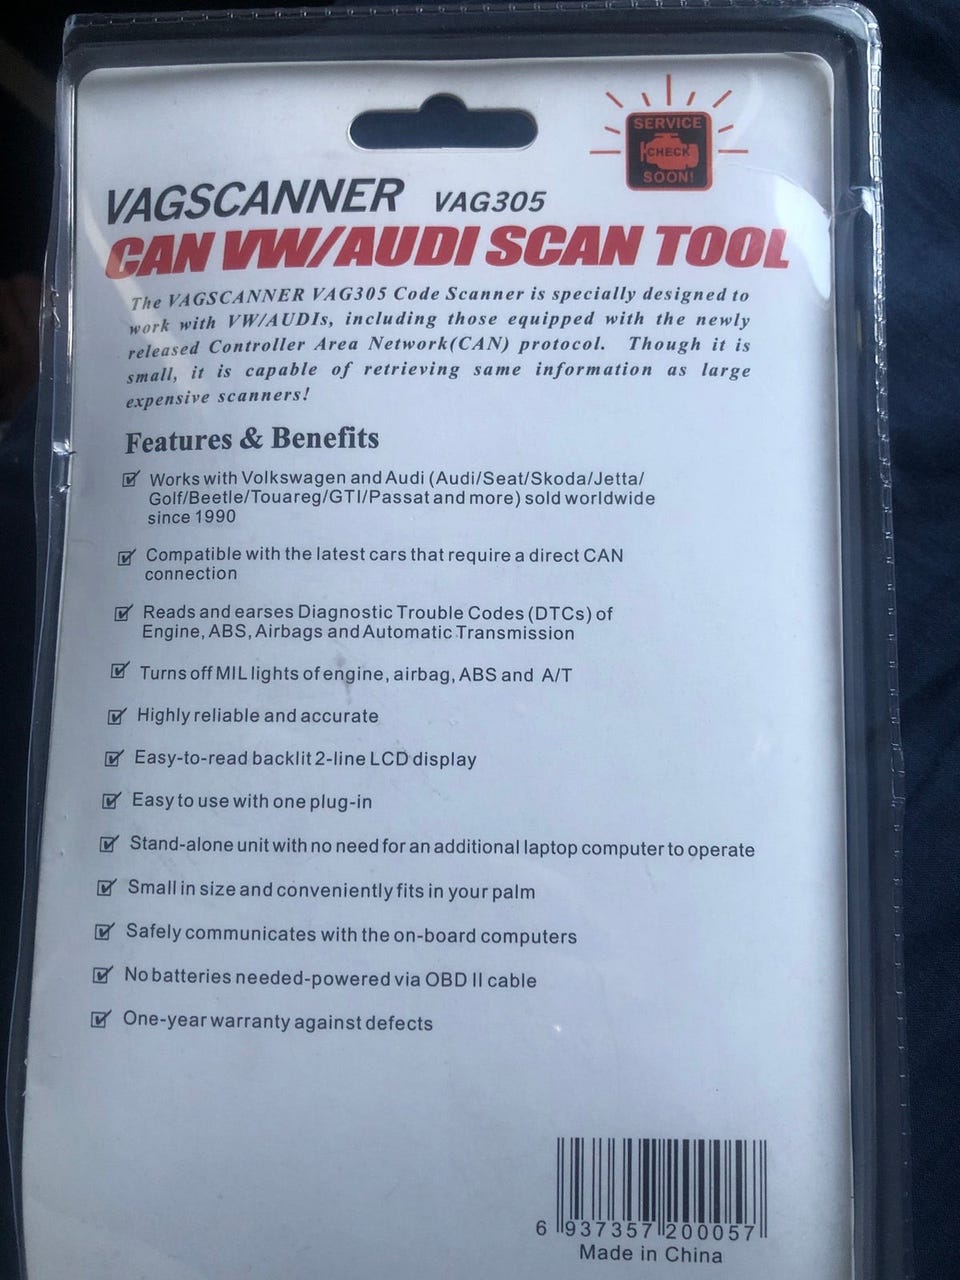 SERVICE
CHECK
SOON!
VAGSCANNER VAG305
CAN VW/AUDI SCAN TOOL
The VAGSCANNER VAG305 Code Scanner is specially designed to
work with VW/AUDIs, including those equipped with the newly
released Controller Area Network(CAN) protocol. Though it is
small, it is capable of retrieving same information as large
expensive scanners!
Features & Benefits
Works with Volkswagen and Audi (Audi/Seat/Skoda/Jetta/
Golf/Beetle/Touareg/GTI/Passat and more) sold worldwide
since 1990
Compatible with the latest cars that require a direct CAN
connection
Reads and earses Diagnostic Trouble Codes (DTCs) of
Engine, ABS, Airbags and Automatic Transmission
Turns off MIL lights of engine, airbag, ABS and A/T
Highly reliable and accurate
Easy-to-read backlit 2-line LCD display
Easy to use with one plug-in
Stand-alone unit with no need for an additional laptop computer to operate
Small in size and conveniently fits in your palm
Safely communicates with the on-board computers
No batteries needed-powered via OBD II cable
One-year warranty against defects
6 937357 200057
Made in China